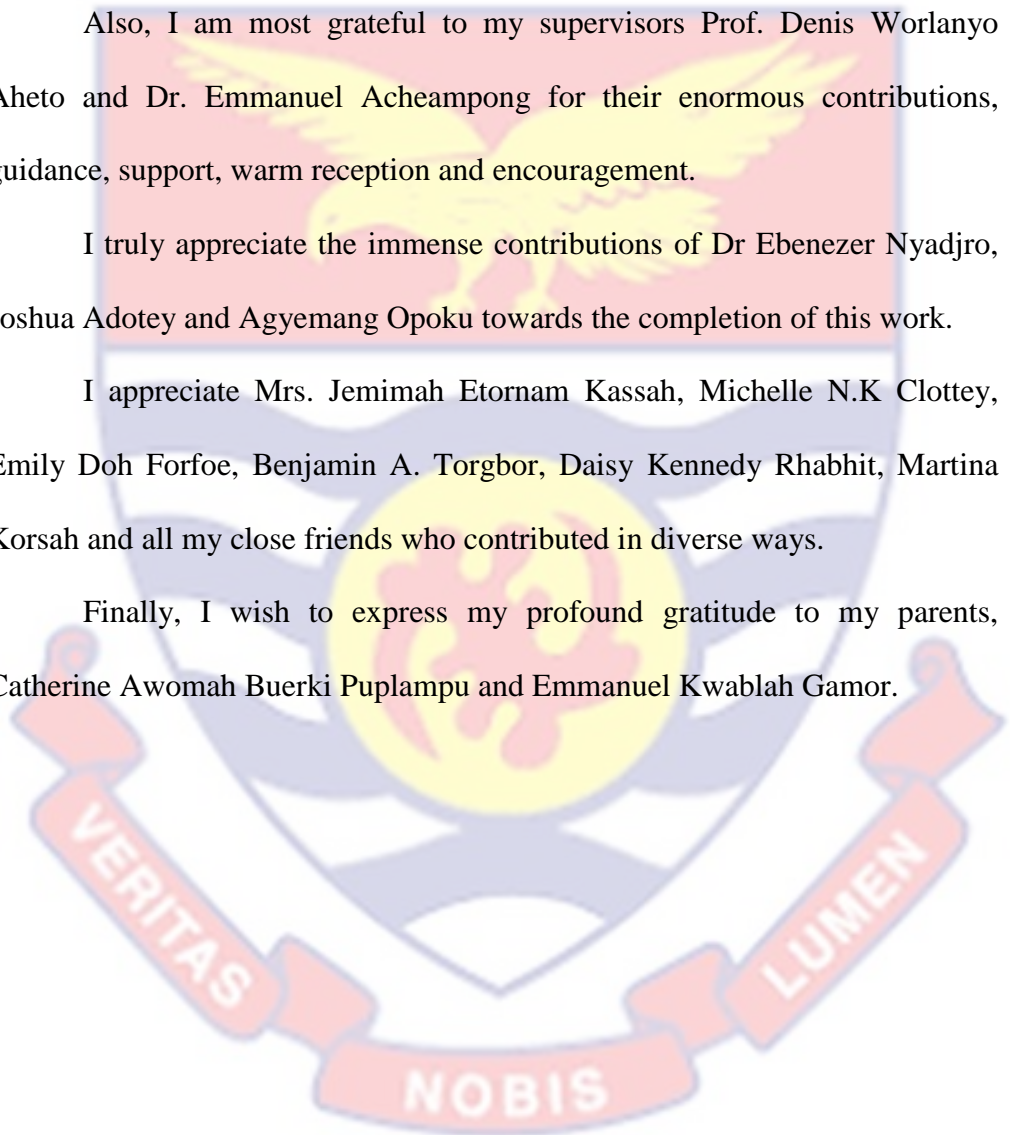 Also, I am most grateful to my supervisors Prof. Denis Worlanyo
Aheto and Dr. Emmanuel Acheampong for their enormous contributions,
guidance, support, warm reception and encouragement.
I truly appreciate the immense contributions of Dr Ebenezer Nyadjro,
Joshua Adotey and Agyemang Opoku towards the completion of this work.
I appreciate Mrs. Jemimah Etornam Kassah, Michelle N.K Clottey,
Emily Doh Forfoe, Benjamin A. Torgbor, Daisy Kennedy Rhabhit, Martina
Korsah and all my close friends who contributed in diverse ways.
Finally, I wish to express my profound gratitude to my parents,
Catherine Awomah Buerki Puplampu and Emmanuel Kwablah Gamor.
VERITAS
NOBIS
LUMEN